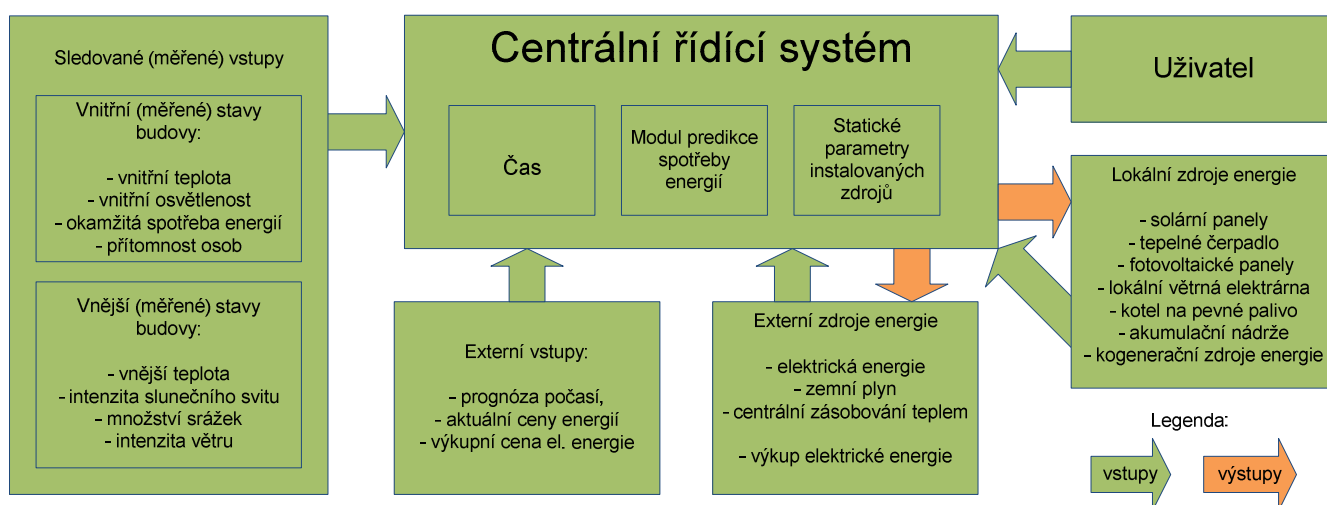 Sledované (měřené) vstupy
Vnitřní (měřené) stavy
budovy:
- vnitřní teplota
- vnitřní osvětlenost
- okamžitá spotřeba energií
- přítomnost osob
Vnější (měřené) stavy
budovy:
- vnější teplota
- intenzita slunečního svitu
- množství srážek
- intenzita větru
Centrální řídící systém
Čas
Modul predikce
spotřeby
energií
Statické
parametry
instalovaných
zdrojů
Uživatel
Lokální zdroje energie
- solární panely
- tepelné čerpadlo
- fotovoltaické panely
- lokální větrná elektrárna
- kotel na pevné palivo
- akumulační nádrže
- kogenerační zdroje energie
Externí vstupy:
- prognóza počasí,
- aktuální ceny energií
- výkupní cena el. energie
Externí zdroje energie
- elektrická energie
- zemní plyn
- centrální zásobování teplem
- výkup elektrické energie
Legenda:
vstupy
výstupy